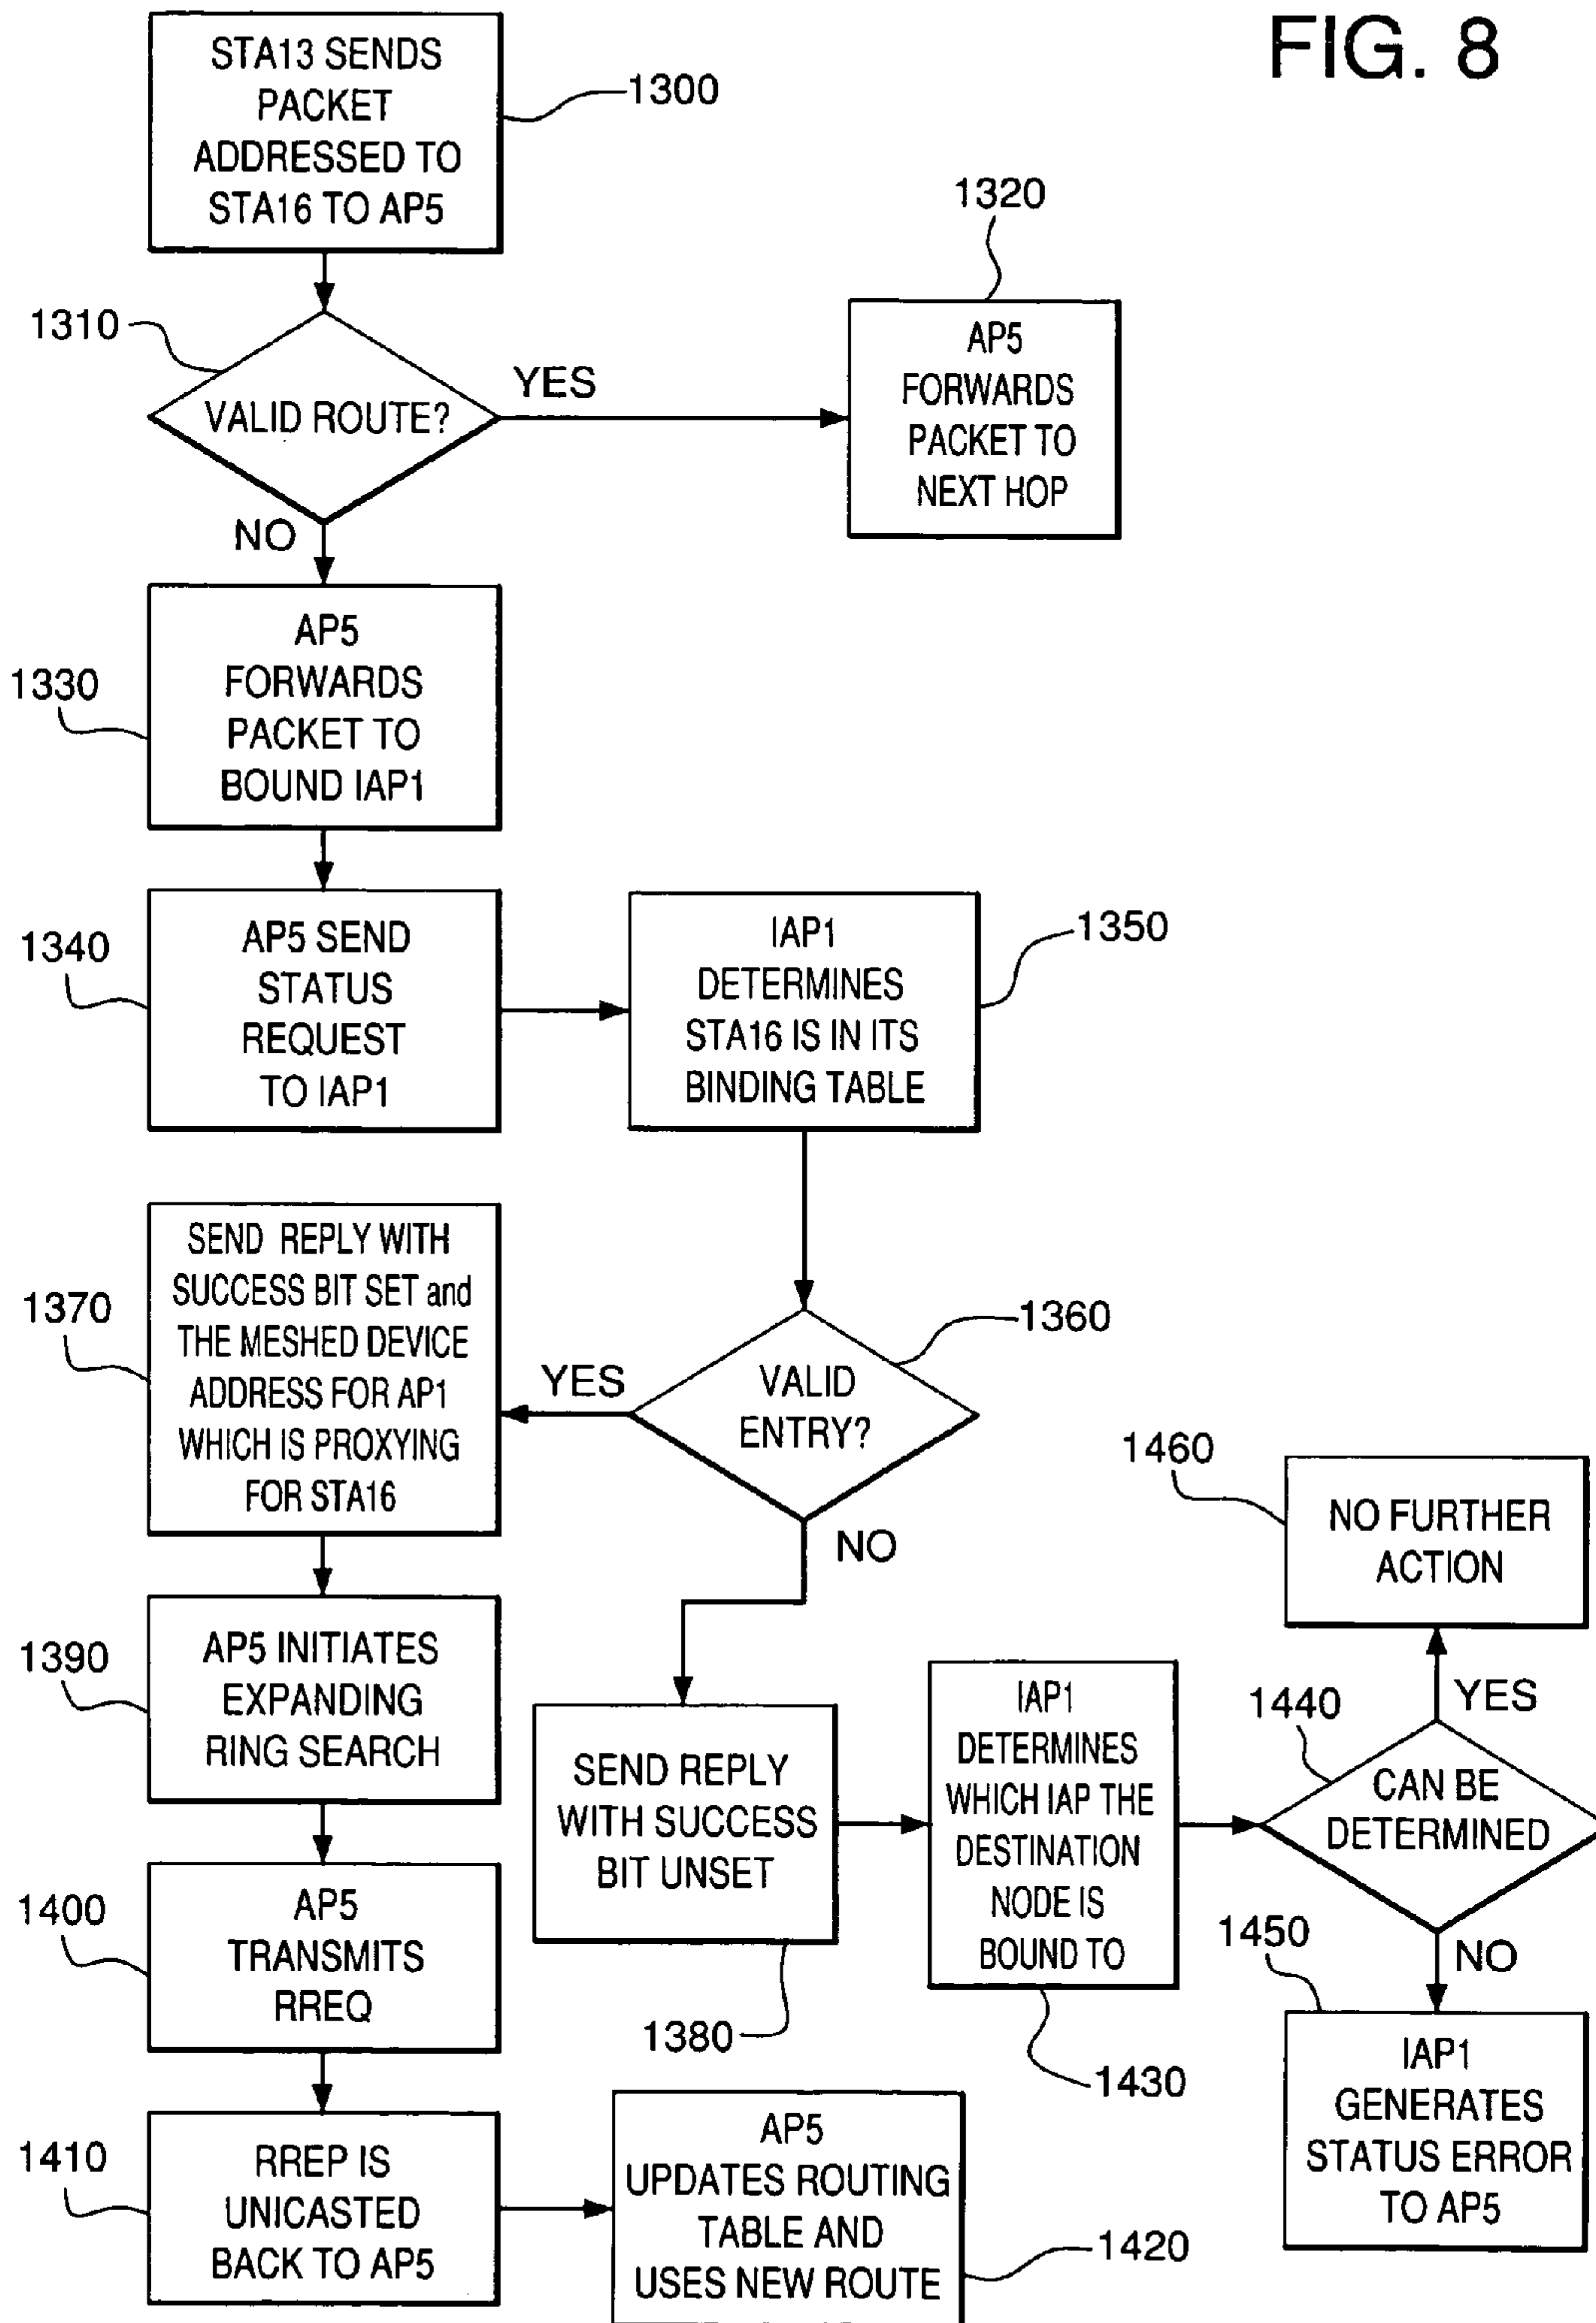 FIG. 8
STA13 SENDS
PACKET
ADDRESSED TO
STA16 TO AP5
1300
1310
VALID ROUTE?
YES
NO
1320
AP5
FORWARDS
PACKET TO
NEXT HOP
1330
AP5
FORWARDS
PACKET TO
BOUND IAP1
1340
AP5 SEND
STATUS
REQUEST
TO IAP1
IAP1
DETERMINES
STA16 IS IN ITS
BINDING TABLE
1350
1360
VALID
ENTRY?
YES
NO
1370
SEND REPLY WITH
SUCCESS BIT SET and
THE MESHED DEVICE
ADDRESS FOR AP1
WHICH IS PROXYING
FOR STA16
1390
AP5 INITIATES
EXPANDING
RING SEARCH
1400
AP5
TRANSMITS
RREQ
1410
RREP IS
UNICASTED
BACK TO AP5
AP5
UPDATES ROUTING
TABLE AND
USES NEW ROUTE
1420
SEND REPLY
WITH SUCCESS
BIT UNSET
1380
IAP1
DETERMINES
WHICH IAP THE
DESTINATION
NODE IS
BOUND TO
1430
1440
CAN BE
DETERMINED
YES
NO
1460
NO FURTHER
ACTION
1450
IAP1
GENERATES
STATUS ERROR
TO AP5